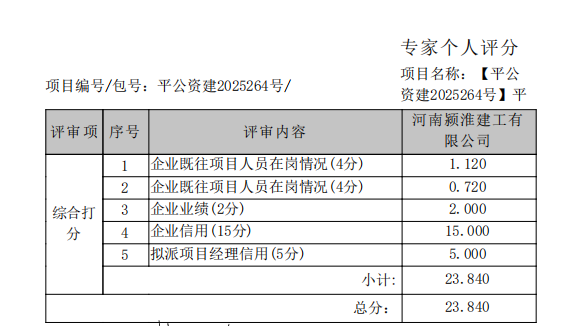 专家个人评分
项目编号/包号: 平公资建2025264号/
项目名称: 【平公
资建2025264号】平
评审项 序号 评审内容 河南颍淮建工有
限公司
综合打
分
1 企业既往项目人员在岗情况(4分) 1.120
2 企业既往项目人员在岗情况(4分) 0.720
3 企业业绩(2分) 2.000
4 企业信用(15分) 15.000
5 拟派项目经理信用(5分) 5.000
小计: 23.840
总分: 23.840